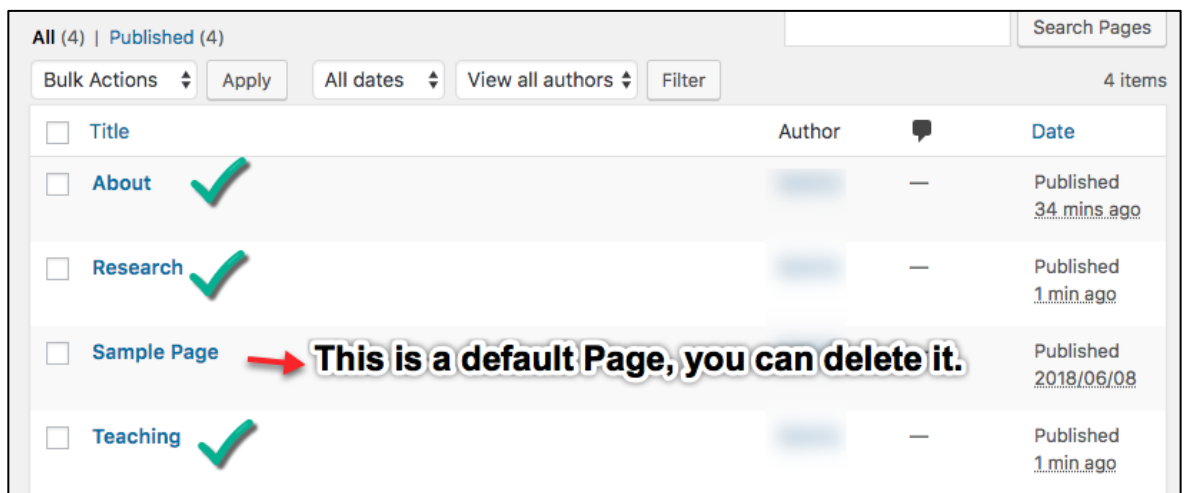 All (4) | Published (4)
Search Pages
Bulk Actions Apply All dates View all authors Filter 4 items
Title Author Date
About — Published
34 mins ago
Research — Published
1 min ago
Sample Page This is a default Page, you can delete it. Published
2018/06/08
Teaching — Published
1 min ago